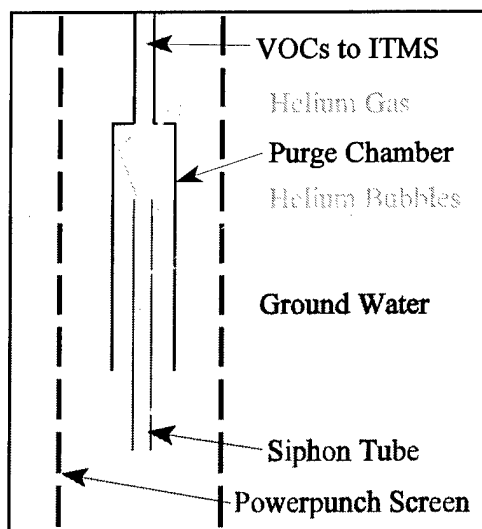 VOCs to ITMS
Helium Gas
Purge Chamber
Helium Bubbles
Ground Water
Siphon Tube
Powerpunch Screen